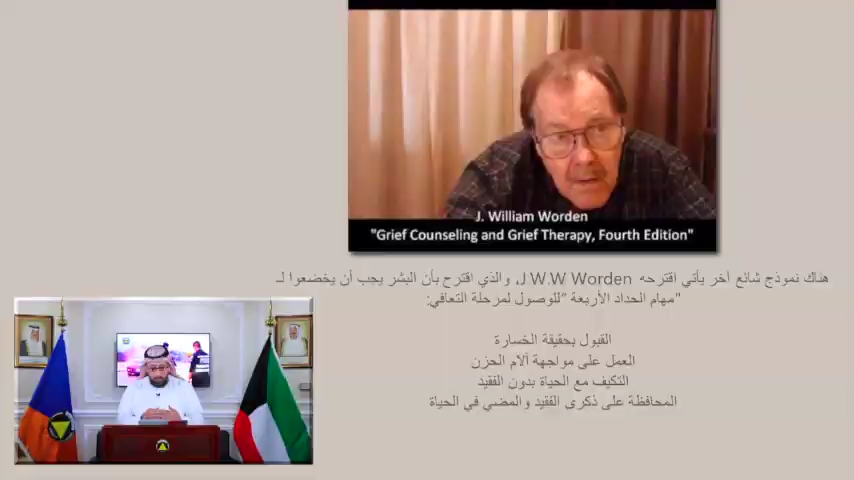 J. William Worden
"Grief Counseling and Grief Therapy, Fourth Edition"
هناك نموذج شائع آخر يأتي اقترحه J.W.W Worden، والذي اقترح بأن البشر يجب أن يخضعوا لـ
"مهام الحداد الأربعة "للوصول لمرحلة التعافي:
القبول بحقيقة الخسارة
العمل على مواجهة آلام الحزن
التكيف مع الحياة بدون الفقيد
المحافظة على ذكرى الفقيد والمضي في الحياة